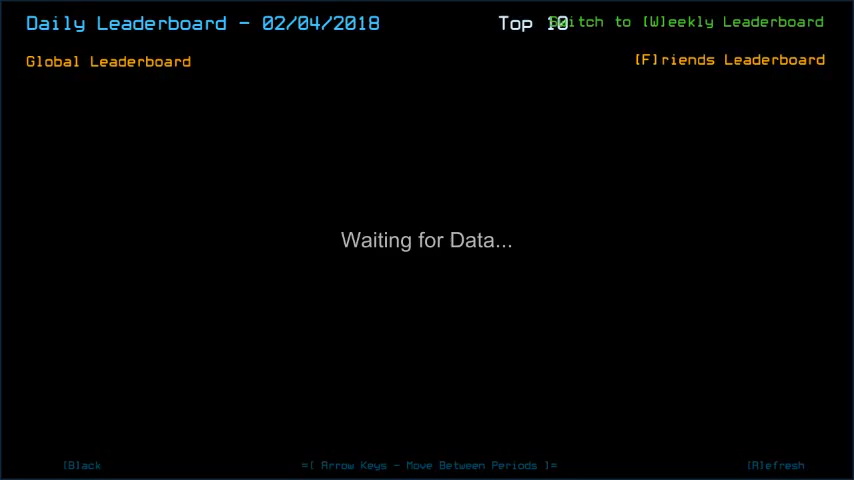 Daily Leaderboard - 02/04/2018
Top 10
Switch to [W]eekly Leaderboard
Global Leaderboard
[F]riends Leaderboard
Waiting for Data...
[B]ack
=[ Arrow Keys - Move Between Periods ]=
[R]efresh